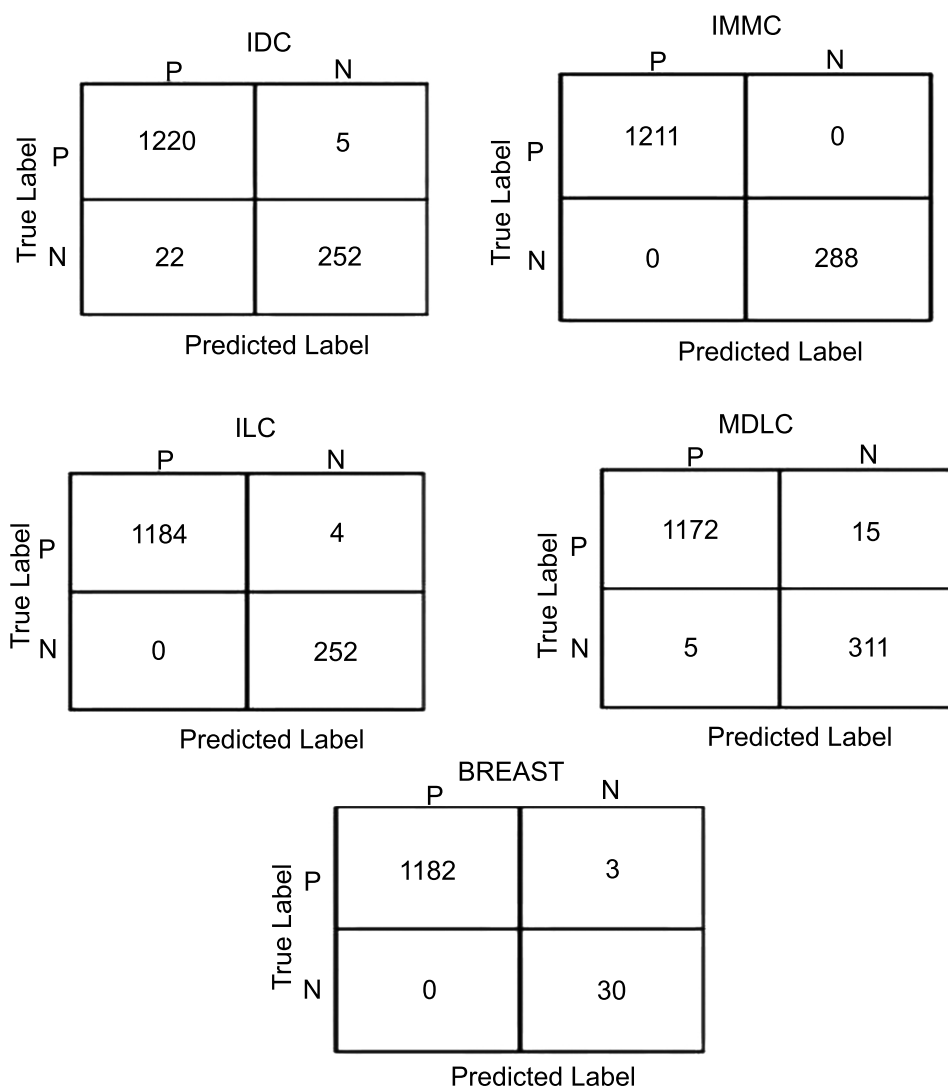 IDC
P N
True Label
P 1220 5
N 22 252
Predicted Label
IMMC
P N
True Label
P 1211 0
N 0 288
Predicted Label
ILC
P N
True Label
P 1184 4
N 0 252
Predicted Label
MDLC
P N
True Label
P 1172 15
N 5 311
Predicted Label
BREAST
P N
True Label
P 1182 3
N 0 30
Predicted Label